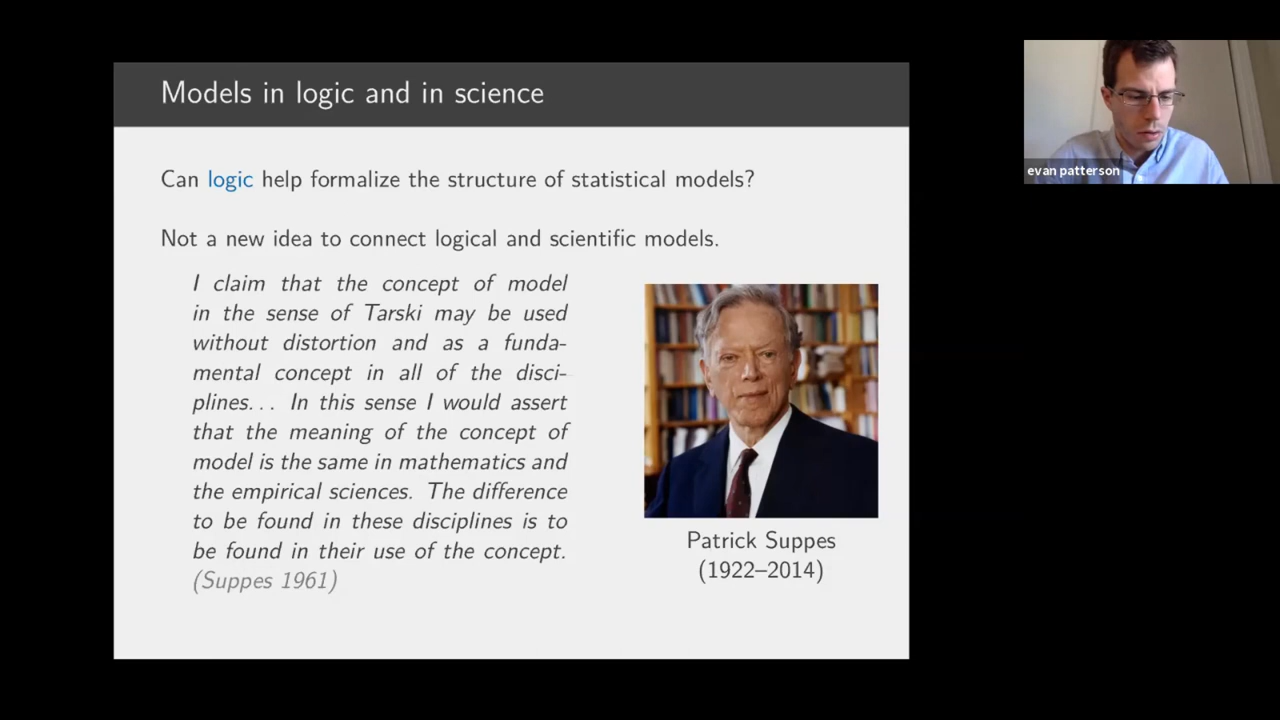 Models in logic and in science
Can logic help formalize the structure of statistical models?
Not a new idea to connect logical and scientific models.
I claim that the concept of model
in the sense of Tarski may be used
without distortion and as a funda-
mental concept in all of the disci-
plines... In this sense I would assert
that the meaning of the concept of
model is the same in mathematics and
the empirical sciences. The difference
to be found in these disciplines is to
be found in their use of the concept.
(Suppes 1961)
Patrick Suppes
(1922–2014)
evan patterson